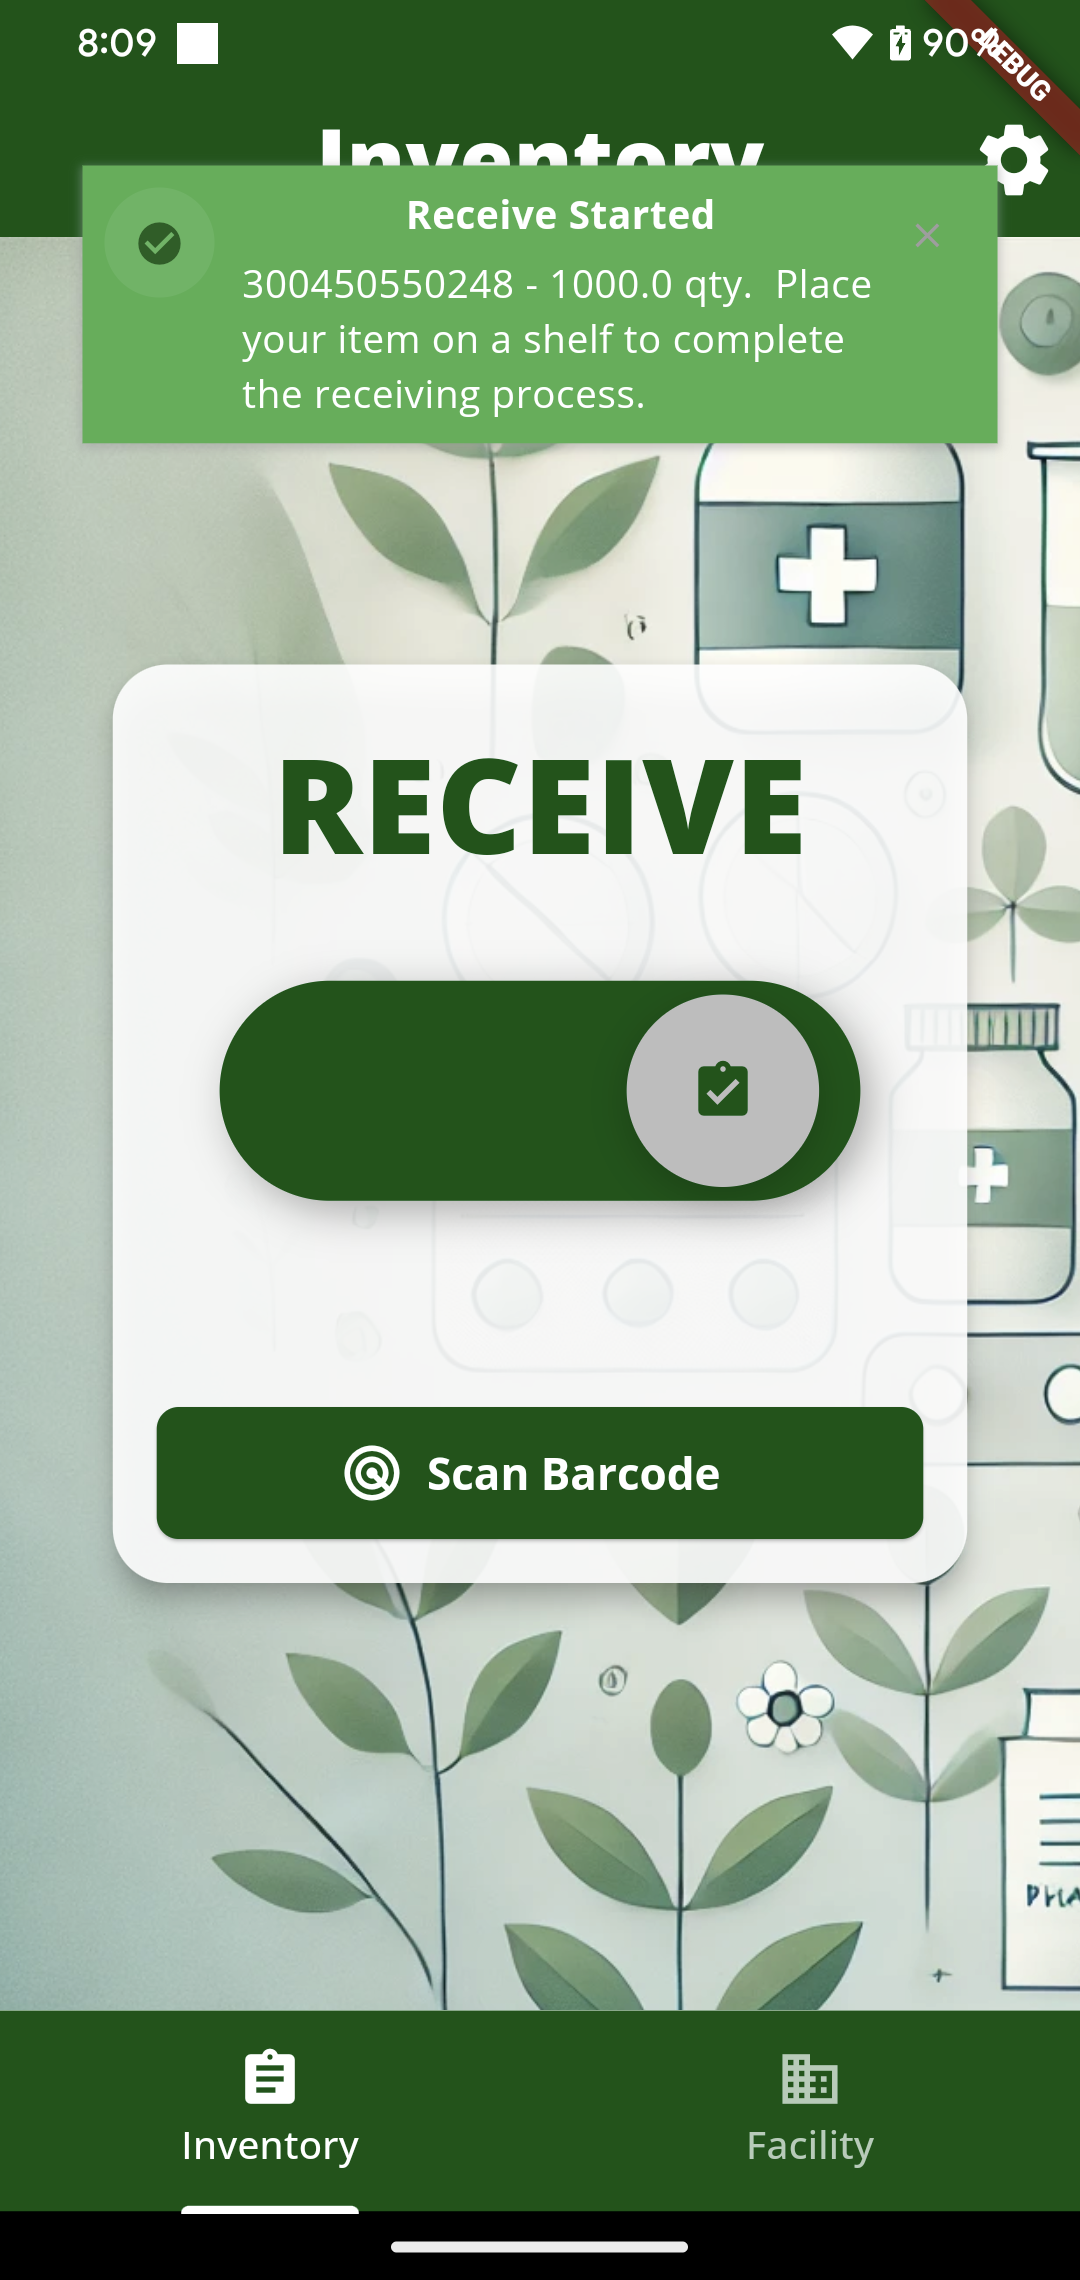 8:09
90%
DEBUG
Inventory
Receive Started
300450550248 - 1000.0 qty.  Place
your item on a shelf to complete
the receiving process.
RECEIVE
Scan Barcode
Inventory
Facility